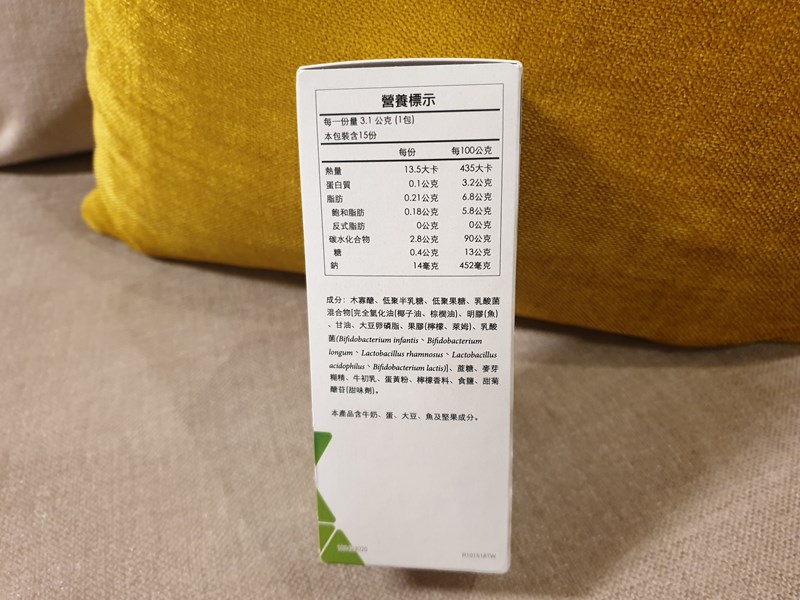 營養標示
每一份量 3.1 公克 (1包)
本包裝含15份
每份 每100公克
熱量 13.5大卡 435大卡
蛋白質 0.1公克 3.2公克
脂肪 0.21公克 6.8公克
飽和脂肪 0.18公克 5.8公克
反式脂肪 0公克 0公克
碳水化合物 2.8公克 90公克
糖 0.4公克 13公克
鈉 14毫克 452毫克
成分：木寡醣、低聚半乳糖、低聚果糖、乳酸菌
混合物[完全氫化油(椰子油、棕櫚油)、明膠(魚)
、甘油、大豆卵磷脂、果膠(檸檬、萊姆)、乳酸
菌(Bifidobacterium infantis、Bifidobacterium
longum、Lactobacillus rhamnosus、Lactobacillus
acidophilus、Bifidobacterium lactis)]、蔗糖、麥芽
糊精、牛初乳、蛋黃粉、檸檬香料、食鹽、甜菊
醣苷(甜味劑)。
本產品含牛奶、蛋、大豆、魚及堅果成分。